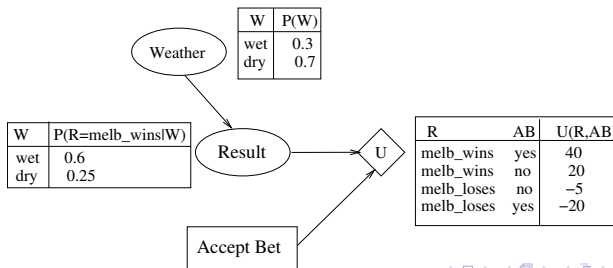 W P(W)
wet 0.3
dry 0.7
Weather
W P(R=melb_wins|W)
wet 0.6
dry 0.25
Result
U
R AB U(R,AB
melb_wins yes 40
melb_wins no 20
melb_loses no −5
melb_loses yes −20
Accept Bet